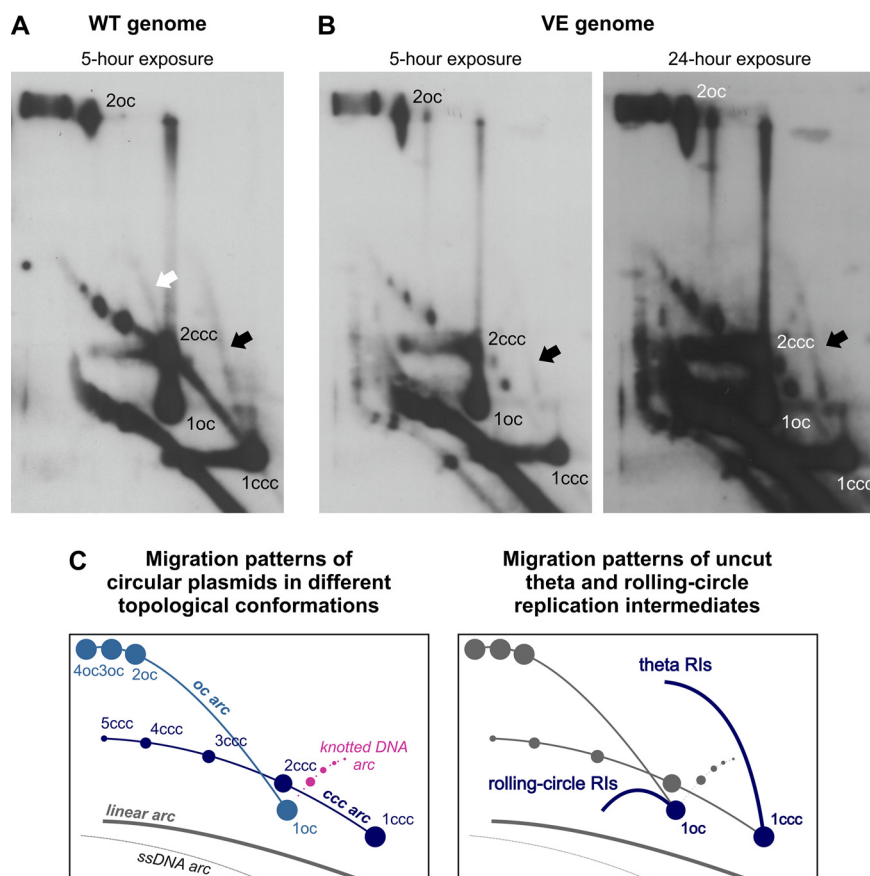 A
WT genome
5-hour exposure
2oc
2ccc
1oc
1ccc
B
VE genome
5-hour exposure
24-hour exposure
2oc
2ccc
1oc
1ccc
2oc
2ccc
1oc
1ccc
C
Migration patterns of
circular plasmids in different
topological conformations
4oc3oc 2oc
oc arc
5ccc
4ccc
3ccc
2ccc
knotted DNA
arc
ccc arc
1oc
1ccc
linear arc
ssDNA arc
Migration patterns of uncut
theta and rolling-circle
replication intermediates
theta RIs
rolling-circle RIs
1oc
1ccc